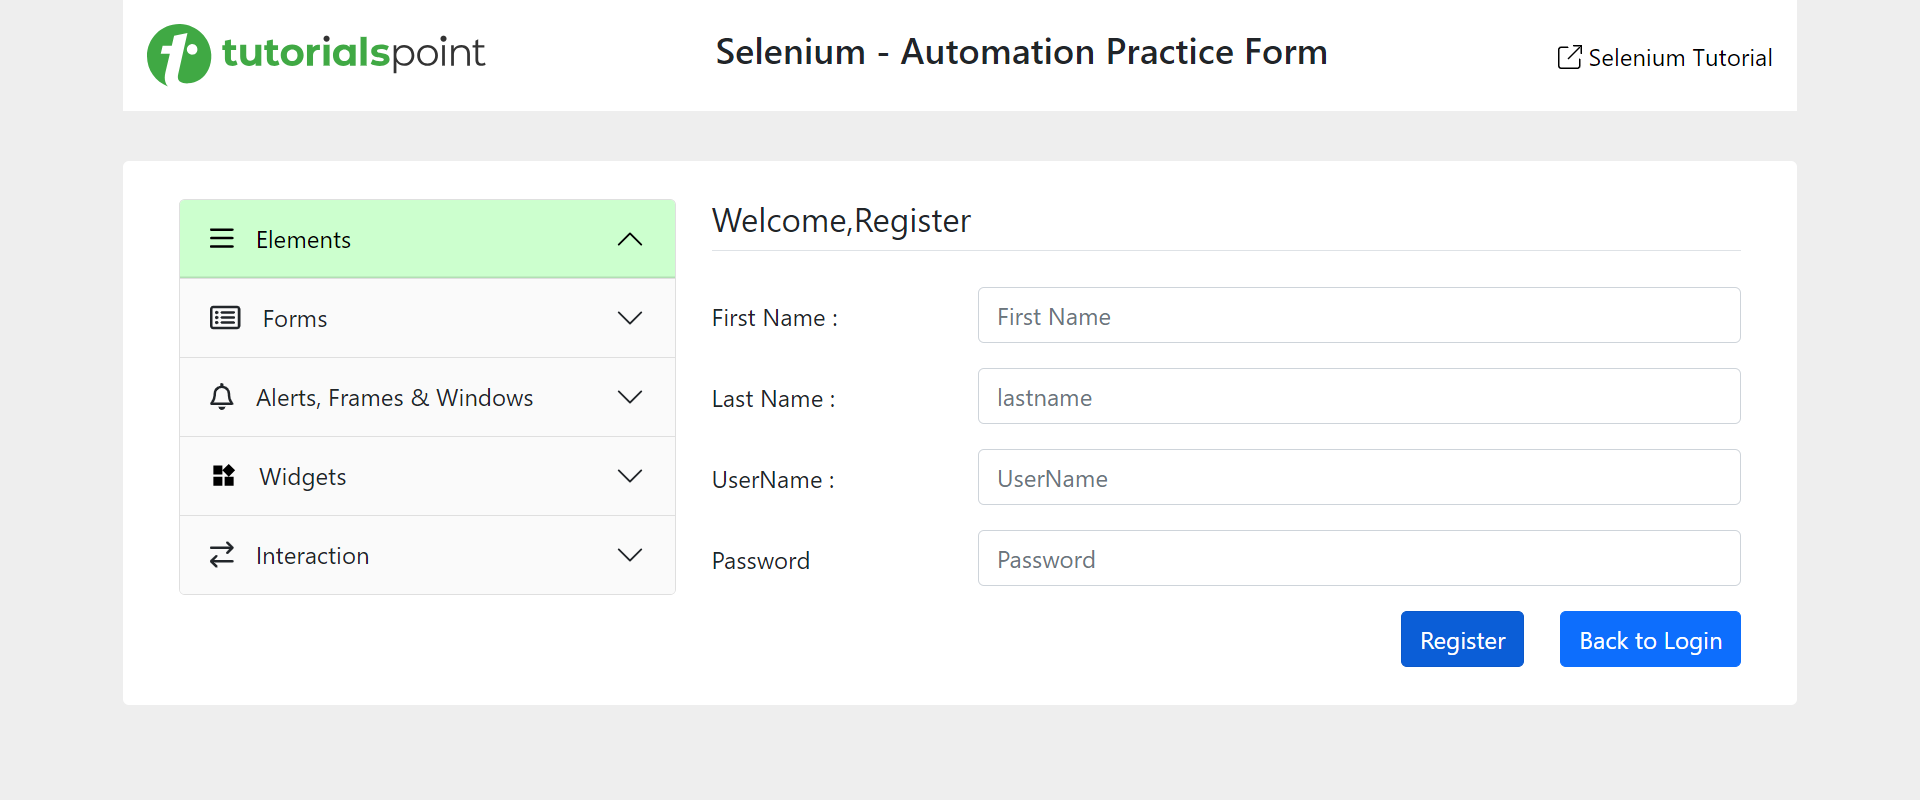 tutorialspoint
Selenium - Automation Practice Form
Selenium Tutorial
Elements
Forms
Alerts, Frames & Windows
Widgets
Interaction
Welcome,Register
First Name :
First Name
Last Name :
lastname
UserName :
UserName
Password
Password
Register
Back to Login